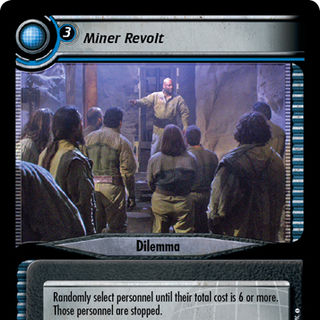 3 Miner Revolt
Dilemma
Randomly select personnel until their total cost is 6 or more.
Those personnel are stopped.